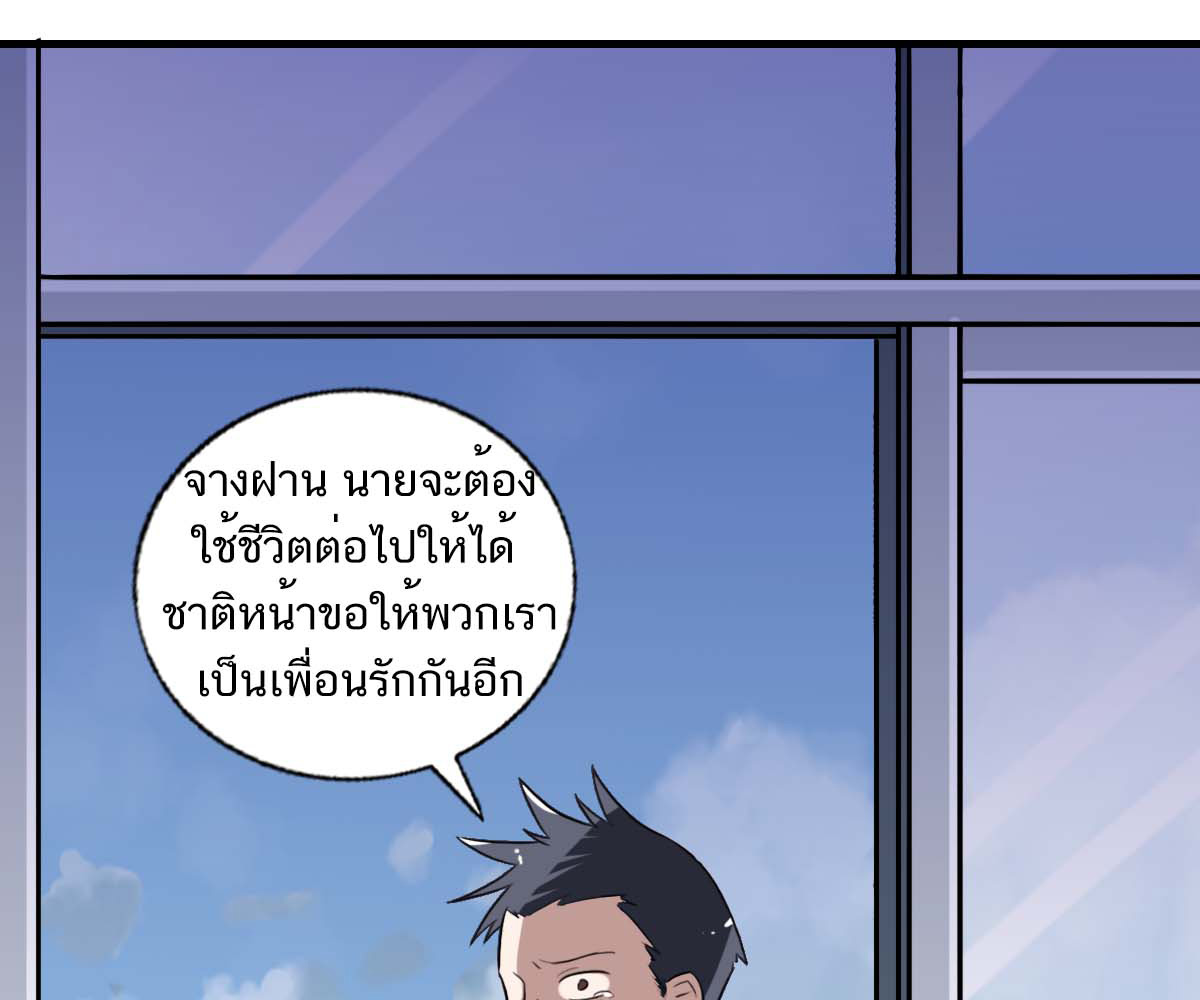 จางฝาน นายจะต้อง
ใช้ชีวิตต่อไปให้ได้
ชาติหน้าขอให้พวกเรา
เป็นเพื่อนรักกันอีก